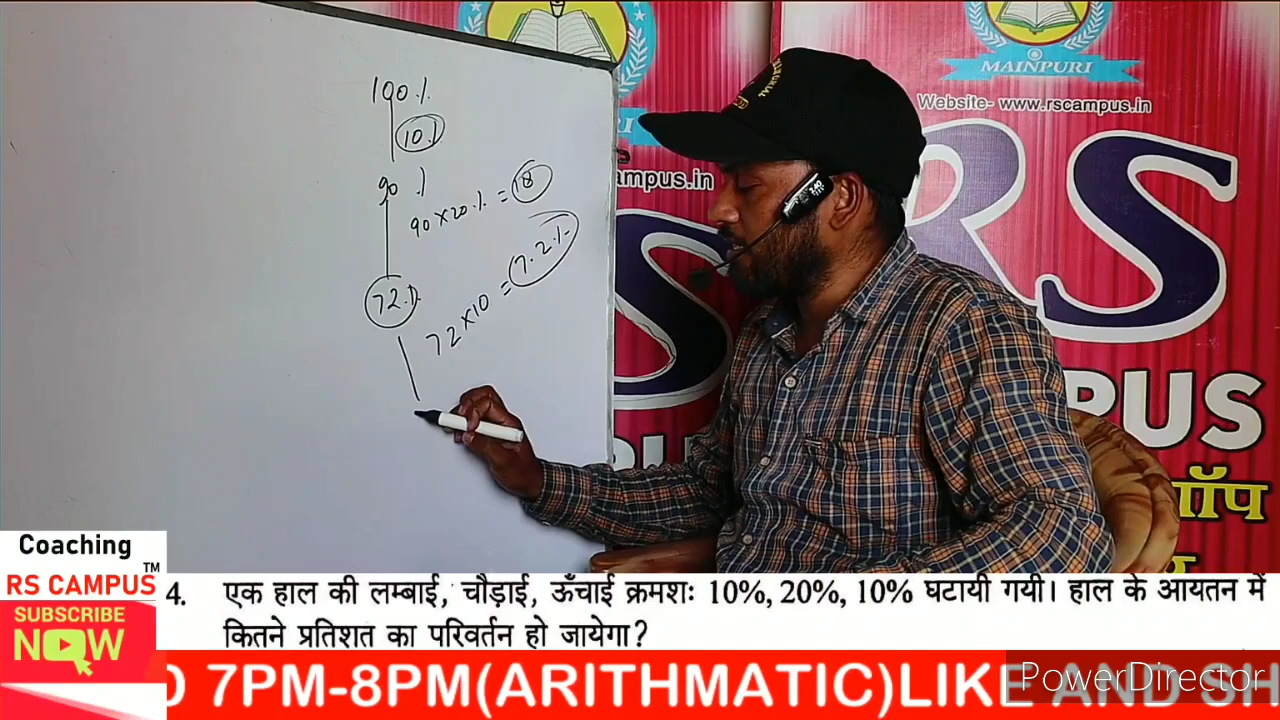 100%
10%
90 %
90 × 20% = 18
72%
72 × 10 = 7.2%
MAINPURI
Website- www.rscampus.in
ampus.in
RS
PUS
Coaching
TM
RS CAMPUS
SUBSCRIBE
NOW
4. एक हाल की लम्बाई, चौड़ाई, ऊँचाई क्रमशः 10%, 20%, 10% घटायी गयी। हाल के आयतन में
कितने प्रतिशत का परिवर्तन हो जायेगा?
7PM-8PM(ARITHMATIC)LIKE AND SH
PowerDirector